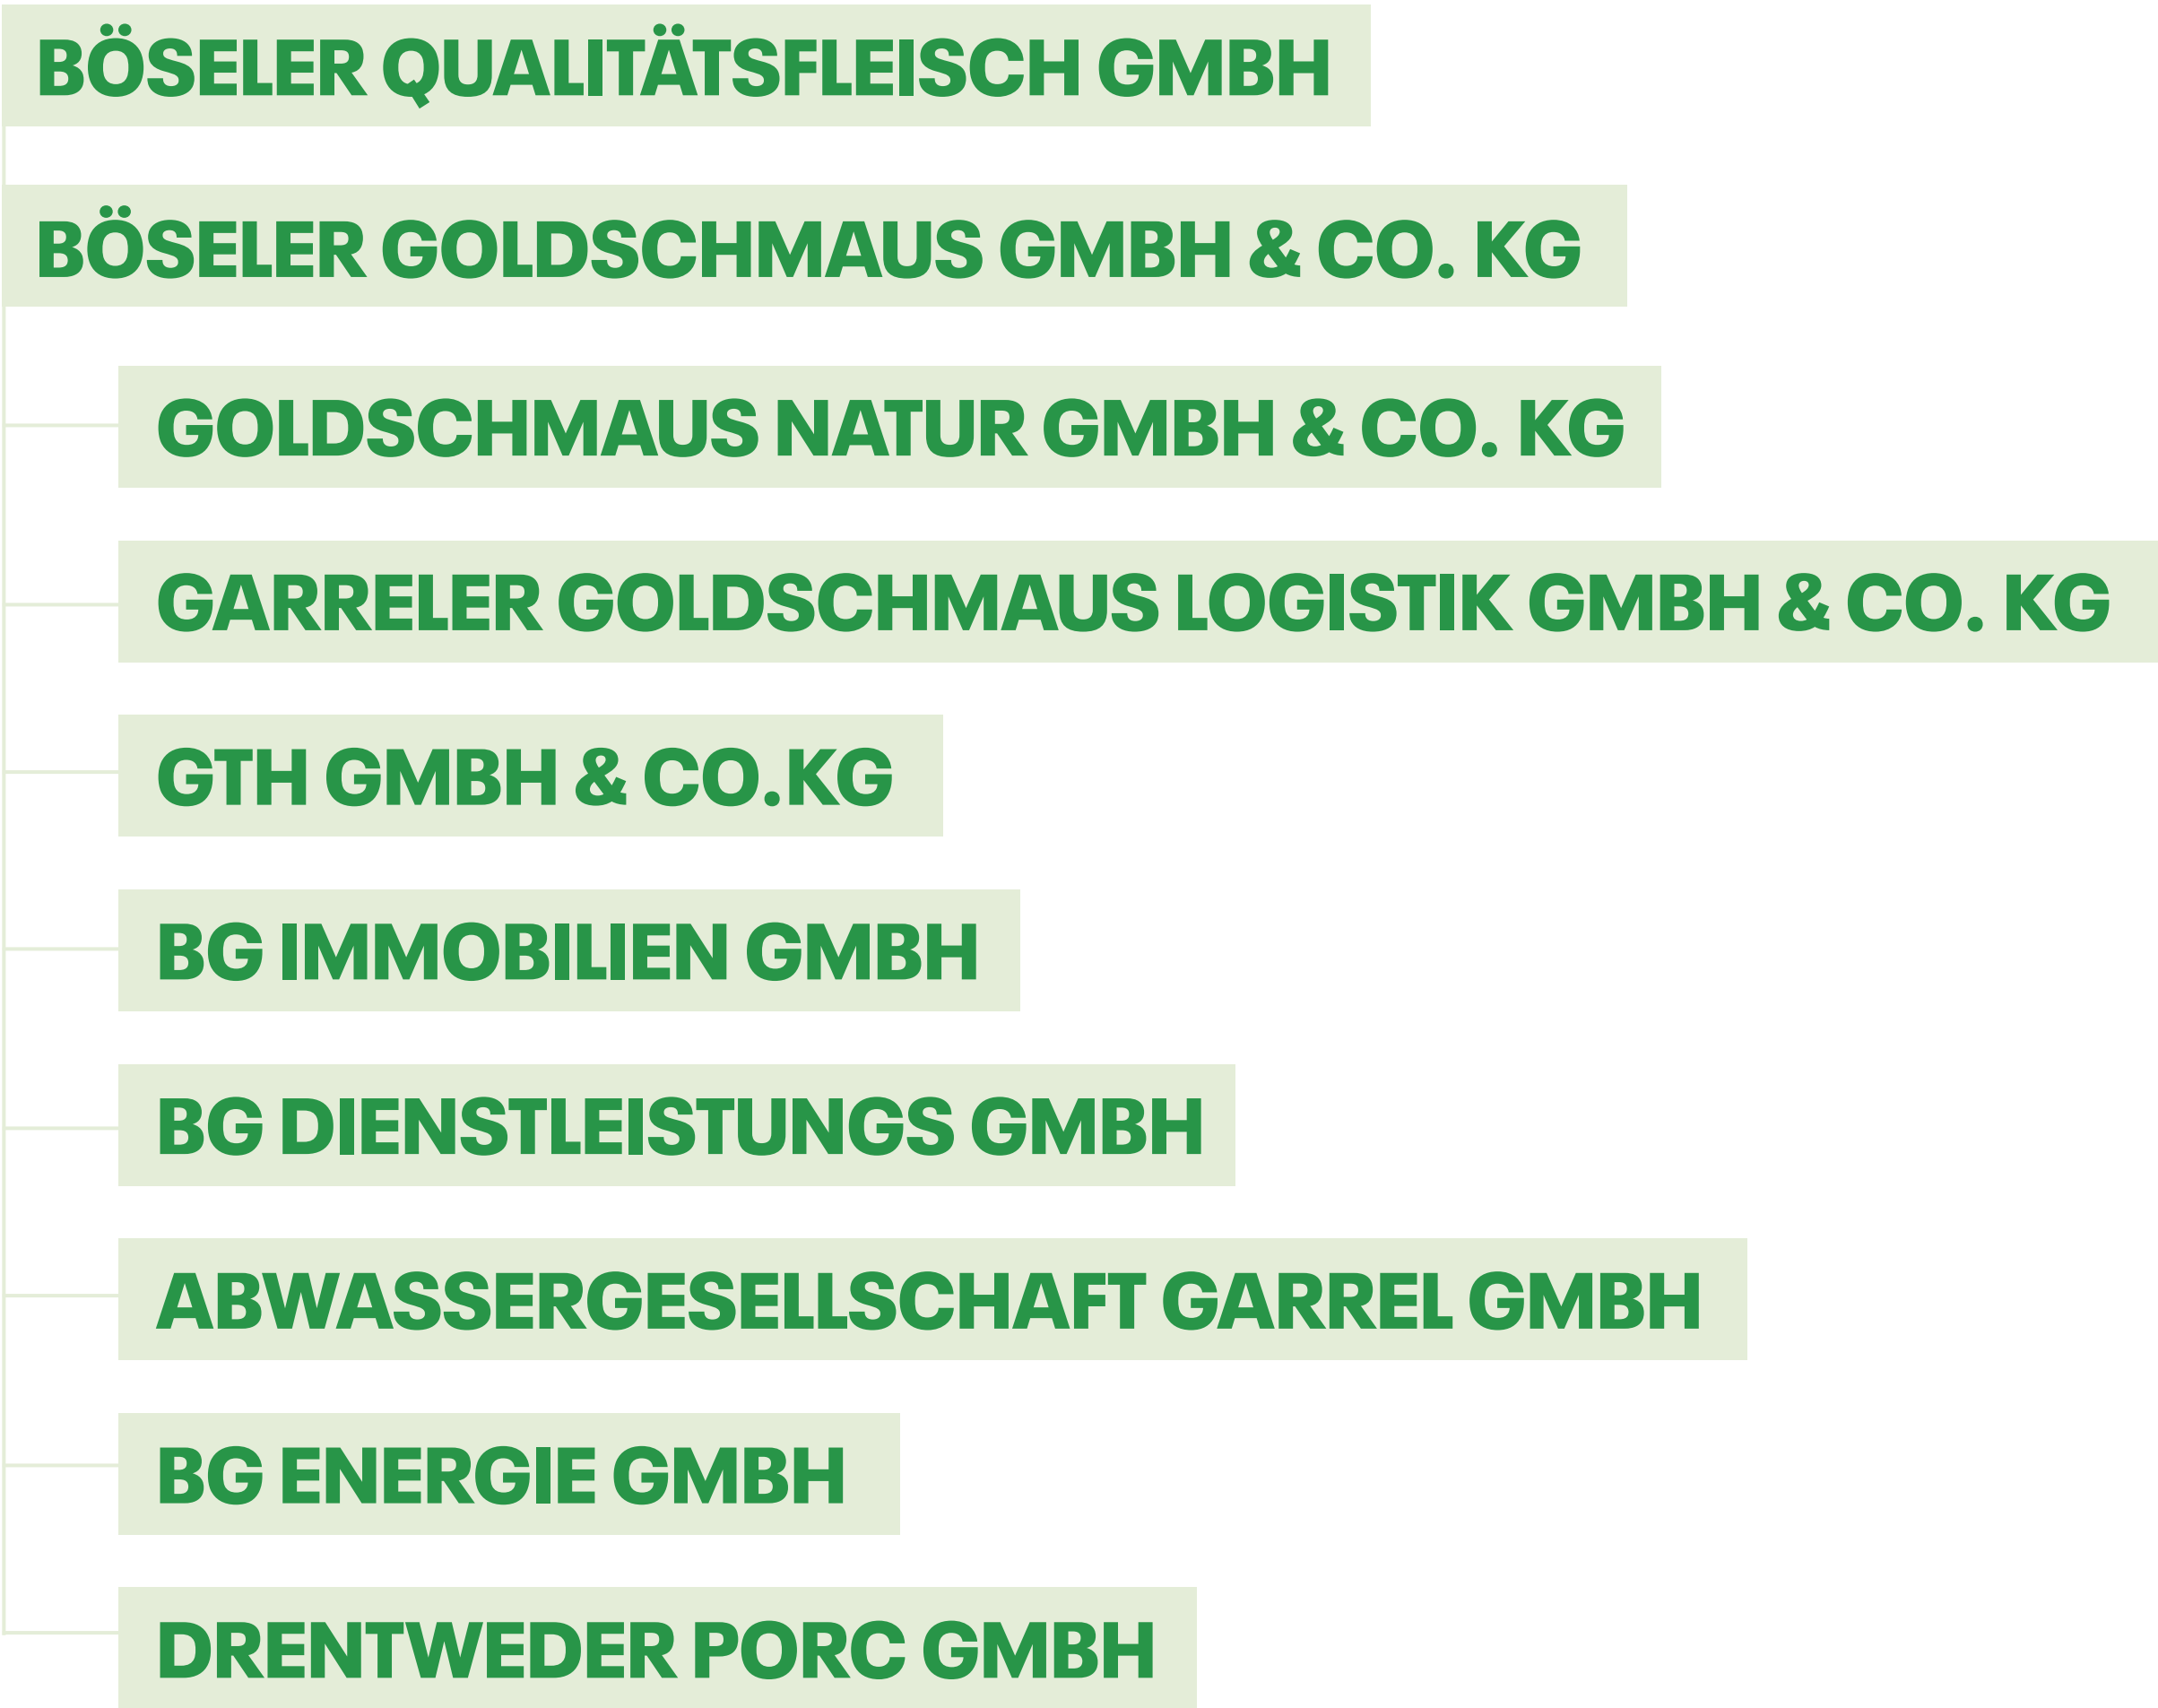 BÖSELER QUALITÄTSFLEISCH GMBH
BÖSELER GOLDSCHMAUS GMBH & CO. KG
GOLDSCHMAUS NATUR GMBH & CO. KG
GARRELER GOLDSCHMAUS LOGISTIK GMBH & CO. KG
GTH GMBH & CO.KG
BG IMMOBILIEN GMBH
BG DIENSTLEISTUNGS GMBH
ABWASSERGESELLSCHAFT GARREL GMBH
BG ENERGIE GMBH
DRENTWEDER PORC GMBH